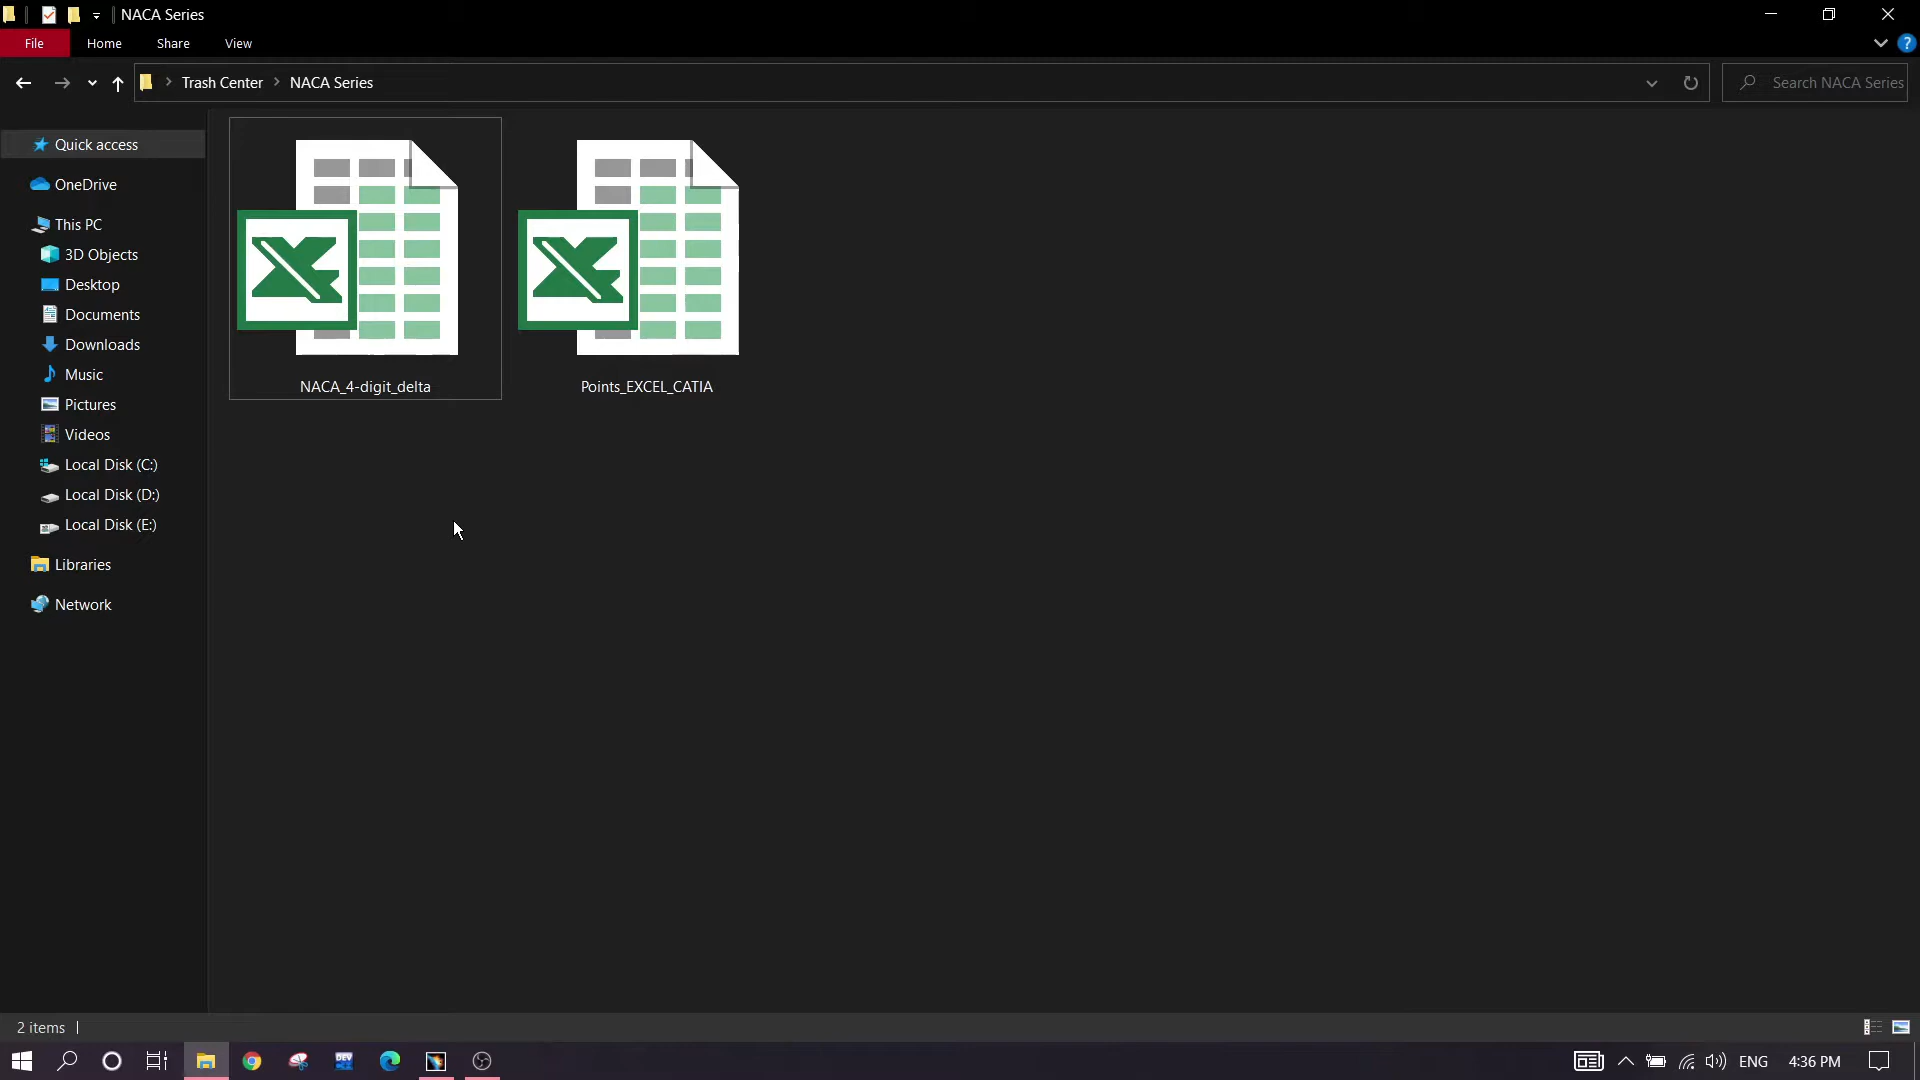 NACA Series
File
Home
Share
View
?
Trash Center
NACA Series
Search NACA Series
Quick access
OneDrive
This PC
3D Objects
Desktop
Documents
Downloads
Music
Pictures
Videos
Local Disk (C:)
Local Disk (D:)
Local Disk (E:)
Libraries
Network
NACA_4-digit_delta
Points_EXCEL_CATIA
2 items
DEV
ENG
4:36 PM